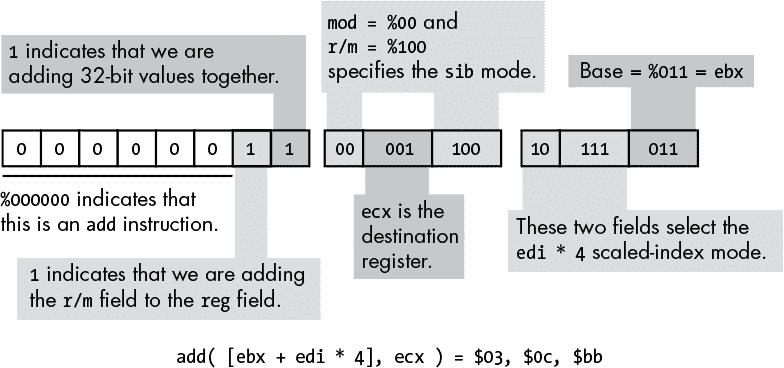 1 indicates that we are
adding 32-bit values together.
mod = %00 and
r/m = %100
specifies the sib mode.
Base = %011 = ebx
0 0 0 0 0 0 1 1 00 001 100 10 111 011
%000000 indicates that
this is an add instruction.
ecx is the
destination
register.
These two fields select the
edi * 4 scaled-index mode.
1 indicates that we are adding
the r/m field to the reg field.
add( [ebx + edi * 4], ecx ) = $03, $0c, $bb